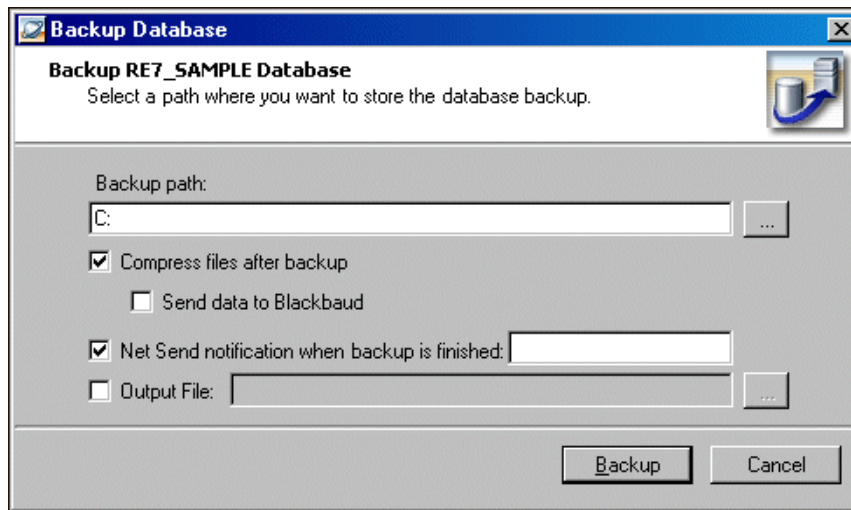 Backup Database
Backup RE7_SAMPLE Database
Select a path where you want to store the database backup.
Backup path:
C:
...
Compress files after backup
Send data to Blackbaud
Net Send notification when backup is finished:
Output File:
...
Backup
Cancel